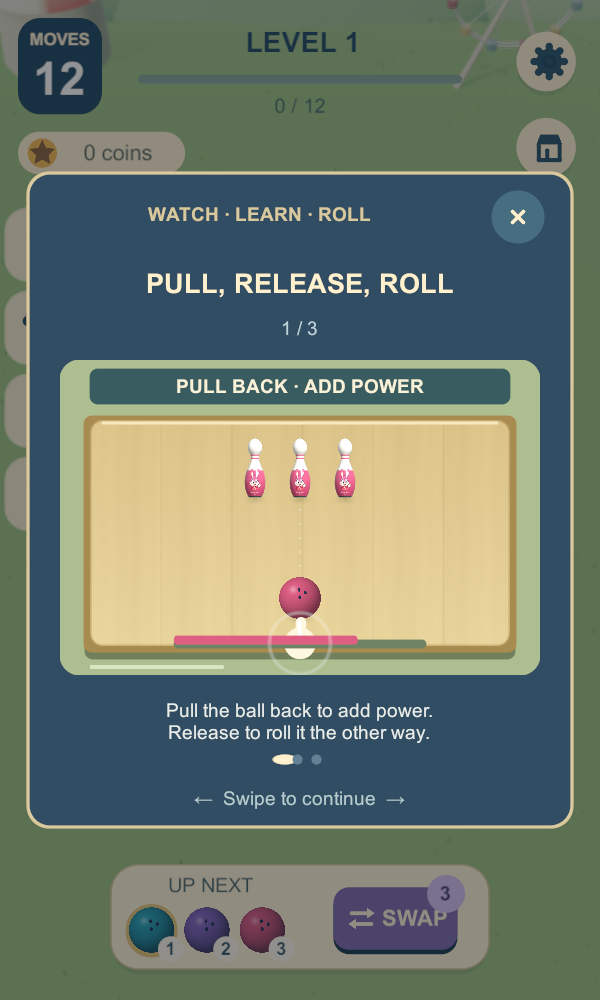 MOVES
12
LEVEL 1
0 / 12
0 coins
WATCH · LEARN · ROLL
×
PULL, RELEASE, ROLL
1 / 3
PULL BACK · ADD POWER
Pull the ball back to add power.
Release to roll it the other way.
← Swipe to continue →
UP NEXT
1
2
3
SWAP
3